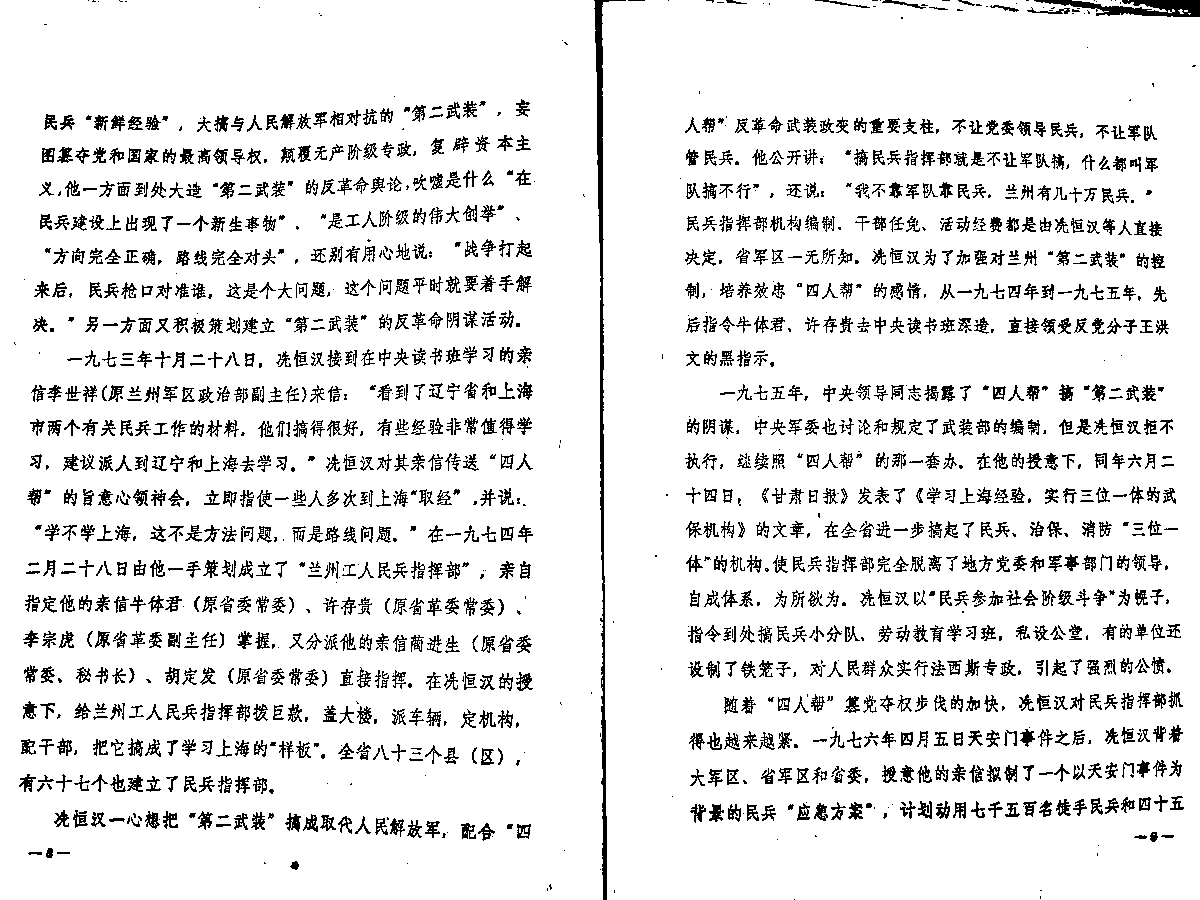 民兵“新鲜经验”，大搞与人民解放军相对抗的“第二武装”，妄
图篡夺党和国家的最高领导权，颠覆无产阶级专政，复辟资本主
义，他一方面到处大造“第二武装”的反革命舆论，吹嘘是什么“在
民兵建设上出现了一个新生事物”，“是工人阶级的伟大创举”、
“方向完全正确，路线完全对头”，还别有用心地说：“战争打起
来后，民兵枪口对准谁，这是个大问题，这个问题平时就要着手解
决。”另一方面又积极策划建立“第二武装”的反革命阴谋活动。
一九七三年十月二十八日，冼恒汉接到在中央读书班学习的亲
信李世祥(原兰州军区政治部副主任)来信：“看到了辽宁省和上海
市两个有关民兵工作的材料，他们搞得很好，有些经验非常值得学
习，建议派人到辽宁和上海去学习。”冼恒汉对其亲信传送“四人
帮”的旨意心领神会，立即指使一些人多次到上海“取经”，并说：
“学不学上海，这不是方法问题，而是路线问题。”在一九七四年
二月二十八日由他一手策划成立了“兰州工人民兵指挥部”，亲自
指定他的亲信牛体君（原省委常委）、许存贵（原省革委常委）、
李宗虎（原省革委副主任）掌握，又分派他的亲信蔺进生（原省委
常委、秘书长）、胡定发（原省委常委）直接指挥。在冼恒汉的授
意下，给兰州工人民兵指挥部拨巨款，盖大楼，派车辆，定机构，
配干部，把它搞成了学习上海的“样板”。全省八十三个县（区），
有六十七个也建立了民兵指挥部。
冼恒汉一心想把“第二武装”搞成取代人民解放军，配合“四
—8—
人帮”反革命武装政变的重要支柱，不让党委领导民兵，不让军队
管民兵。他公开讲：“搞民兵指挥部就是不让军队搞，什么都叫军
队搞不行”，还说：“我不靠军队靠民兵，兰州有几十万民兵。”
民兵指挥部机构编制，干部任免、活动经费都是由冼恒汉等人直接
决定，省军区一无所知。冼恒汉为了加强对兰州“第二武装”的控
制，培养效忠“四人帮”的感情，从一九七四年到一九七五年，先
后指令牛体君、许存贵去中央读书班深造，直接领受反党分子王洪
文的黑指示。
一九七五年，中央领导同志揭露了“四人帮”搞“第二武装”
的阴谋，中央军委也讨论和规定了武装部的编制，但是冼恒汉拒不
执行，继续照“四人帮”的那一套办。在他的授意下，同年六月二
十四日，《甘肃日报》发表了《学习上海经验，实行三位一体的武
保机构》的文章，在全省进一步搞起了民兵、治保、消防“三位一
体”的机构。使民兵指挥部完全脱离了地方党委和军事部门的领导，
自成体系，为所欲为。冼恒汉以“民兵参加社会阶级斗争”为幌子，
指令到处搞民兵小分队、劳动教育学习班，私设公堂，有的单位还
设制了铁笼子，对人民群众实行法西斯专政，引起了强烈的公愤。
随着“四人帮”篡党夺权步伐的加快，冼恒汉对民兵指挥部抓
得也越来越紧。一九七六年四月五日天安门事件之后，冼恒汉背着
大军区、省军区和省委，授意他的亲信拟制了一个以天安门事件为
背景的民兵“应急方案”，计划动用七千五百名徒手民兵和四十五
—9—